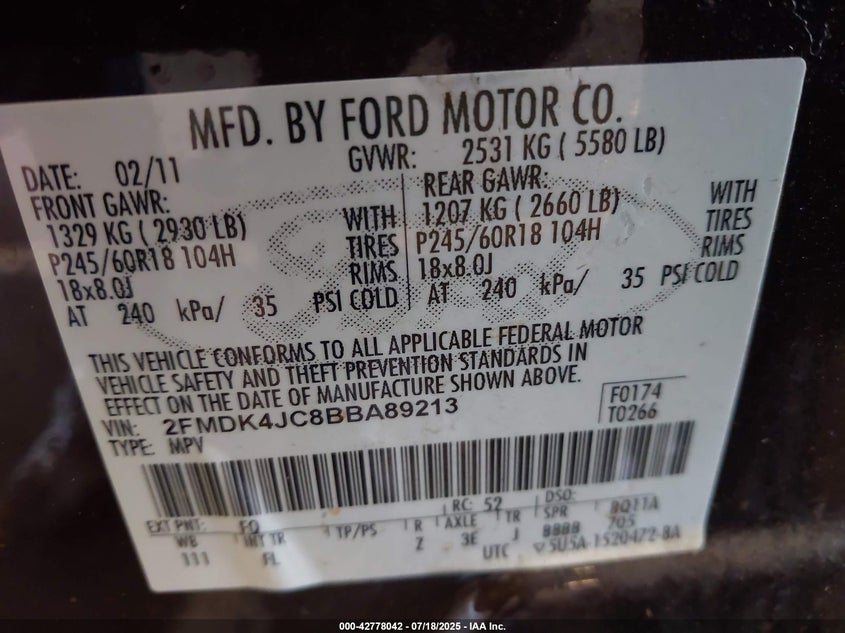 MFD. BY FORD MOTOR CO.
DATE: 02/11 GVWR: 2531 KG ( 5580 LB)
FRONT GAWR: REAR GAWR:
1329 KG ( 2930 LB) WITH 1207 KG ( 2660 LB) WITH
P245/60R18 104H TIRES P245/60R18 104H TIRES
18x8.0J RIMS 18x8.0J RIMS
AT 240 kPa/ 35 PSI COLD AT 240 kPa/ 35 PSI COLD
THIS VEHICLE CONFORMS TO ALL APPLICABLE FEDERAL MOTOR
VEHICLE SAFETY AND THEFT PREVENTION STANDARDS IN
EFFECT ON THE DATE OF MANUFACTURE SHOWN ABOVE.
VIN: 2FMDK4JC8BBA89213 F0174
TYPE: MPV T0266
EXT PNT: FQ RC: 52 DSO:
WB INT TR TP/PS R AXLE TR SPR
111 FL Z 3E J BBBB 705
UTC 5U5A-1520472-BA
000-42778042 / 07/18/2025 - IAA Inc.